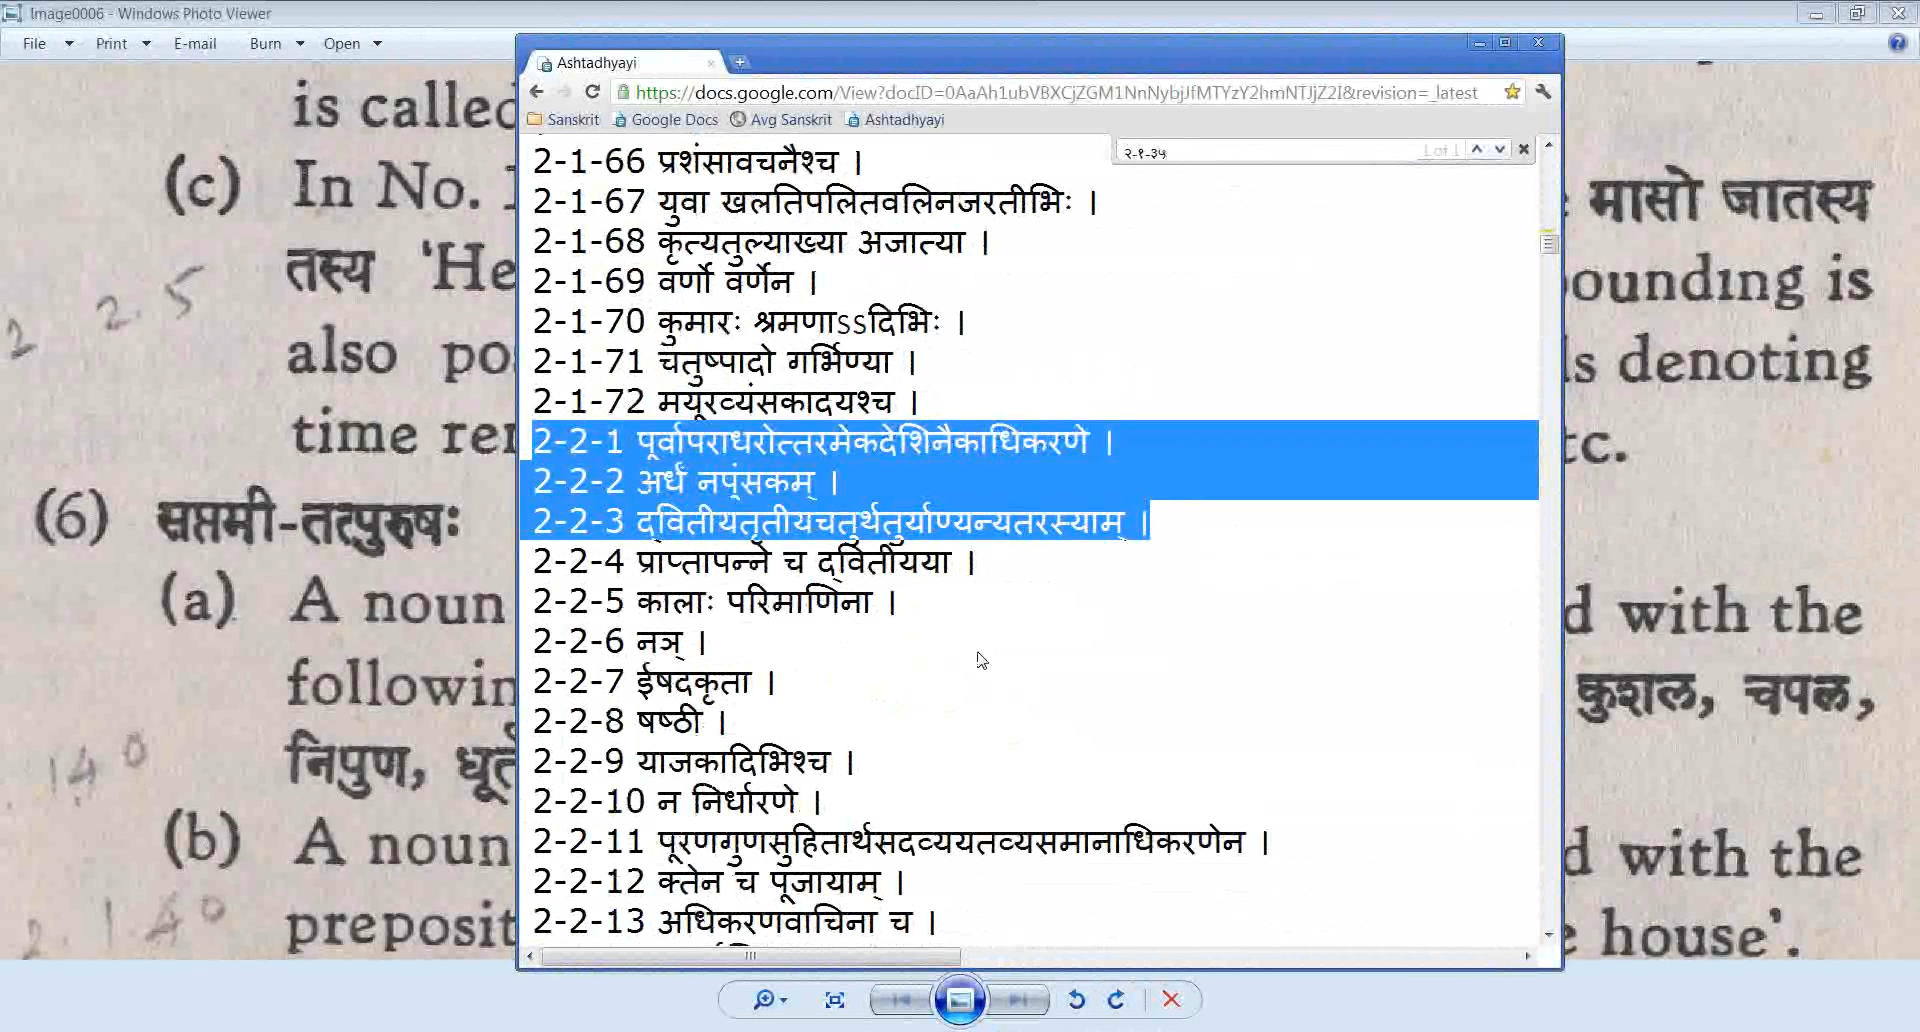 Image0006 - Windows Photo Viewer
File Print E-mail Burn Open
Ashtadhyayi
https://docs.google.com/View?docID=0AaAh1ubVBXCjZGM1NnNybjJfMTYzY2hmNTJjZ2I&revision=_latest
Sanskrit Google Docs Avg Sanskrit Ashtadhyayi
२-१-३५ 1 of 1
2-1-66 प्रशंसावचनैश्च |
2-1-67 युवा खलतिपलितवलिनजरतीभिः |
2-1-68 कृत्यतुल्याख्या अजात्या |
2-1-69 वर्णो वर्णेन |
2-1-70 कुमारः श्रमणाऽऽदिभिः |
2-1-71 चतुष्पादो गर्भिण्या |
2-1-72 मयूरव्यंसकादयश्च |
2-2-1 पूर्वापराधरोत्तरमेकदेशिनैकाधिकरणे |
2-2-2 अर्धं नपुंसकम् |
2-2-3 द्वितीयतृतीयचतुर्थतुर्याण्यन्यतरस्याम् |
2-2-4 प्राप्तापन्ने च द्वितीयया |
2-2-5 कालाः परिमाणिना |
2-2-6 नञ् |
2-2-7 ईषदकृता |
2-2-8 षष्ठी |
2-2-9 याजकादिभिश्च |
2-2-10 न निर्धारणे |
2-2-11 पूरणगुणसुहितार्थसदव्ययतव्यसमानाधिकरणेन |
2-2-12 क्तेन च पूजायाम् |
2-2-13 अधिकरणवाचिना च |
is called
(c) In No. मासो जातस्य
तस्य 'He ounding is
also po s denoting
time re tc.
2 2.5
(6) सप्तमी-तत्पुरुषः
(a) A noun d with the
followin कुशल, चपल,
निपुण, धूर्त
(b) A noun d with the
preposit house'.